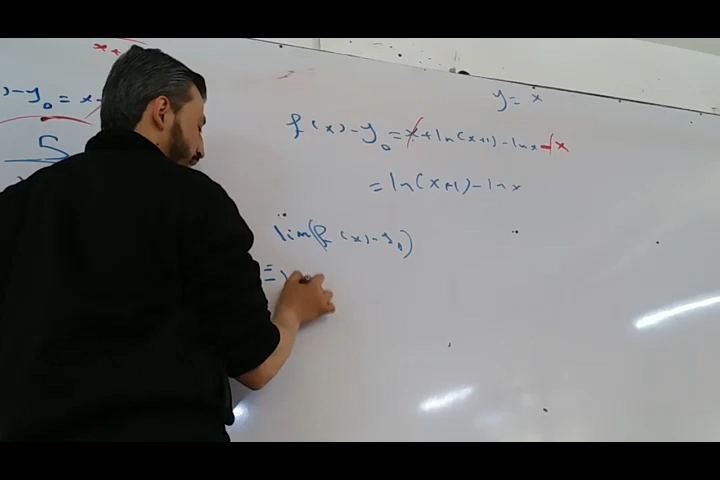 y = x
f(x) - y₀ = x + ln(x+1) - ln x - x
= ln(x+1) - ln x
lim(f(x) - y₀)
=